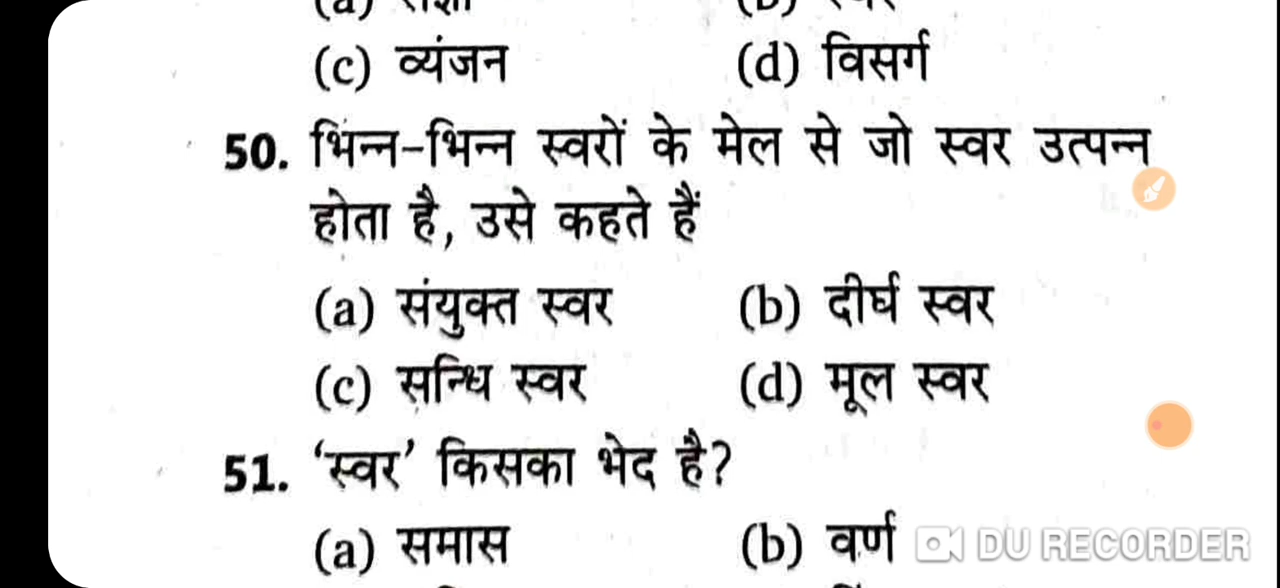 (c) व्यंजन (d) विसर्ग
50. भिन्न-भिन्न स्वरों के मेल से जो स्वर उत्पन्न
होता है, उसे कहते हैं
(a) संयुक्त स्वर (b) दीर्घ स्वर
(c) सन्धि स्वर (d) मूल स्वर
51. ‘स्वर’ किसका भेद है?
(a) समास (b) वर्ण
DU RECORDER